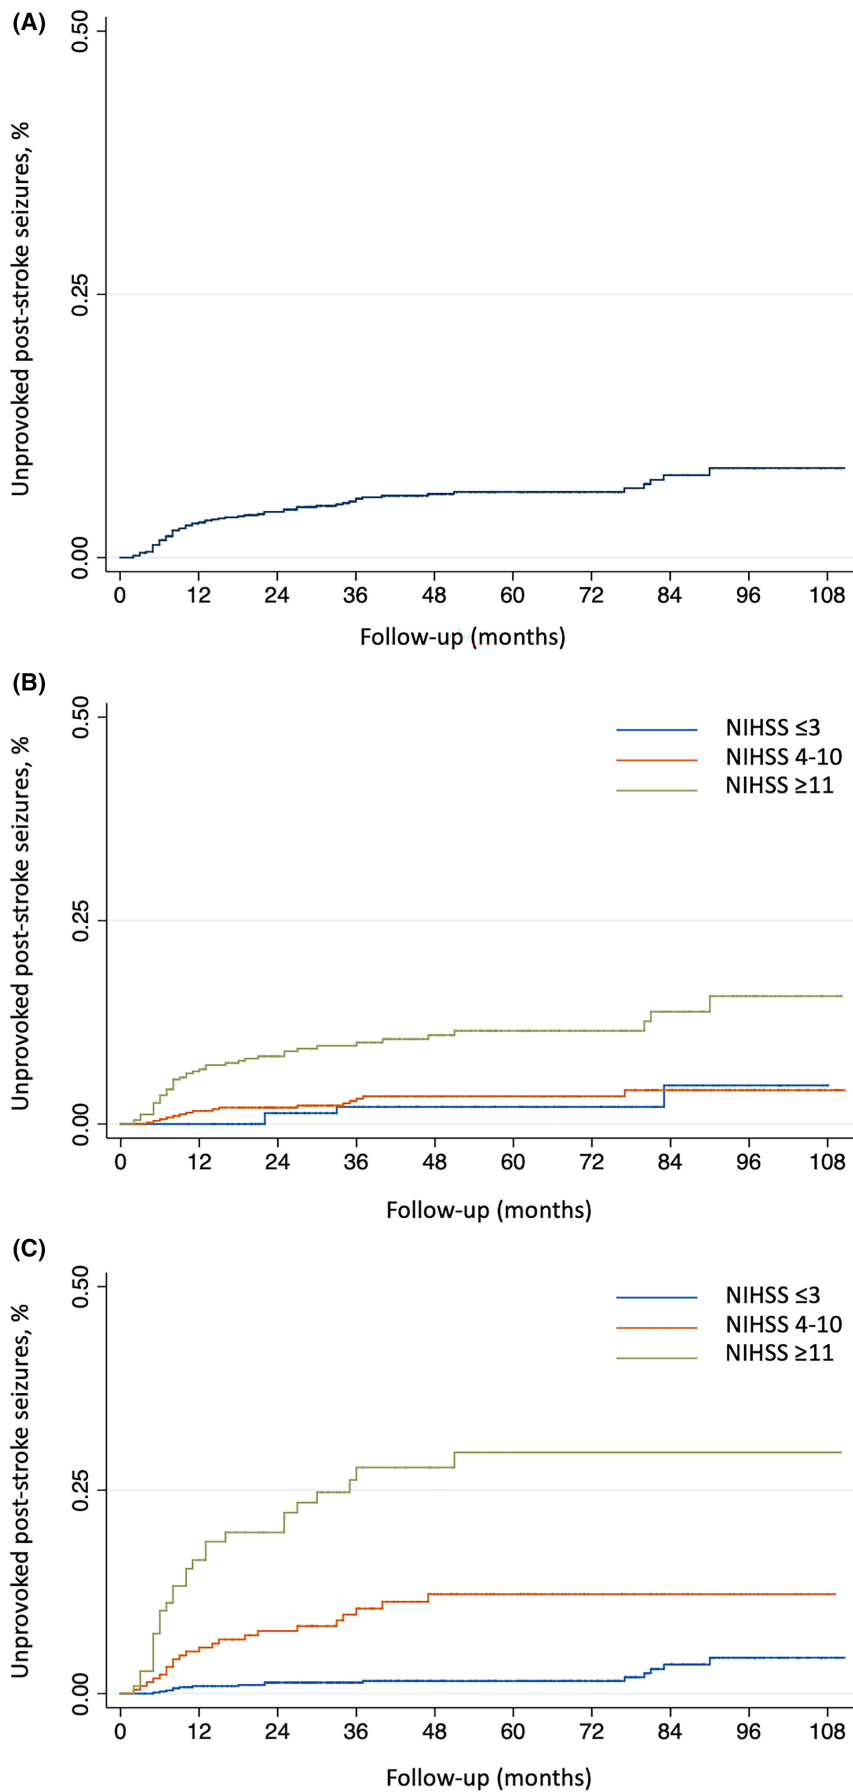 (A)
Unprovoked post-stroke seizures, %
0.50
0.25
0.00
0 12 24 36 48 60 72 84 96 108
Follow-up (months)
(B)
Unprovoked post-stroke seizures, %
0.50
0.25
0.00
NIHSS ≤3
NIHSS 4-10
NIHSS ≥11
0 12 24 36 48 60 72 84 96 108
Follow-up (months)
(C)
Unprovoked post-stroke seizures, %
0.50
0.25
0.00
NIHSS ≤3
NIHSS 4-10
NIHSS ≥11
0 12 24 36 48 60 72 84 96 108
Follow-up (months)